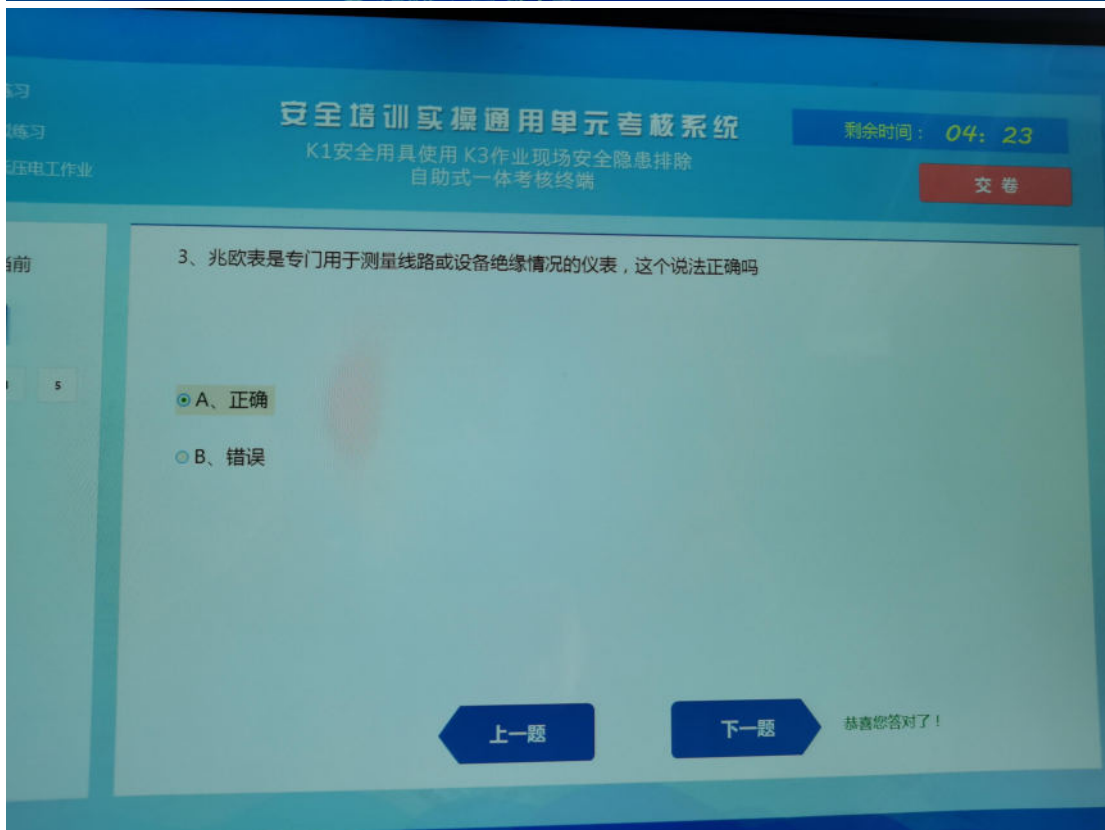 练习
练习
压电工作业
安全培训实操通用单元考核系统
K1安全用具使用 K3作业现场安全隐患排除
自助式一体考核终端
剩余时间： 04: 23
交卷
当前
5
3、兆欧表是专门用于测量线路或设备绝缘情况的仪表，这个说法正确吗
A、正确
B、错误
上一题
下一题
恭喜您答对了！